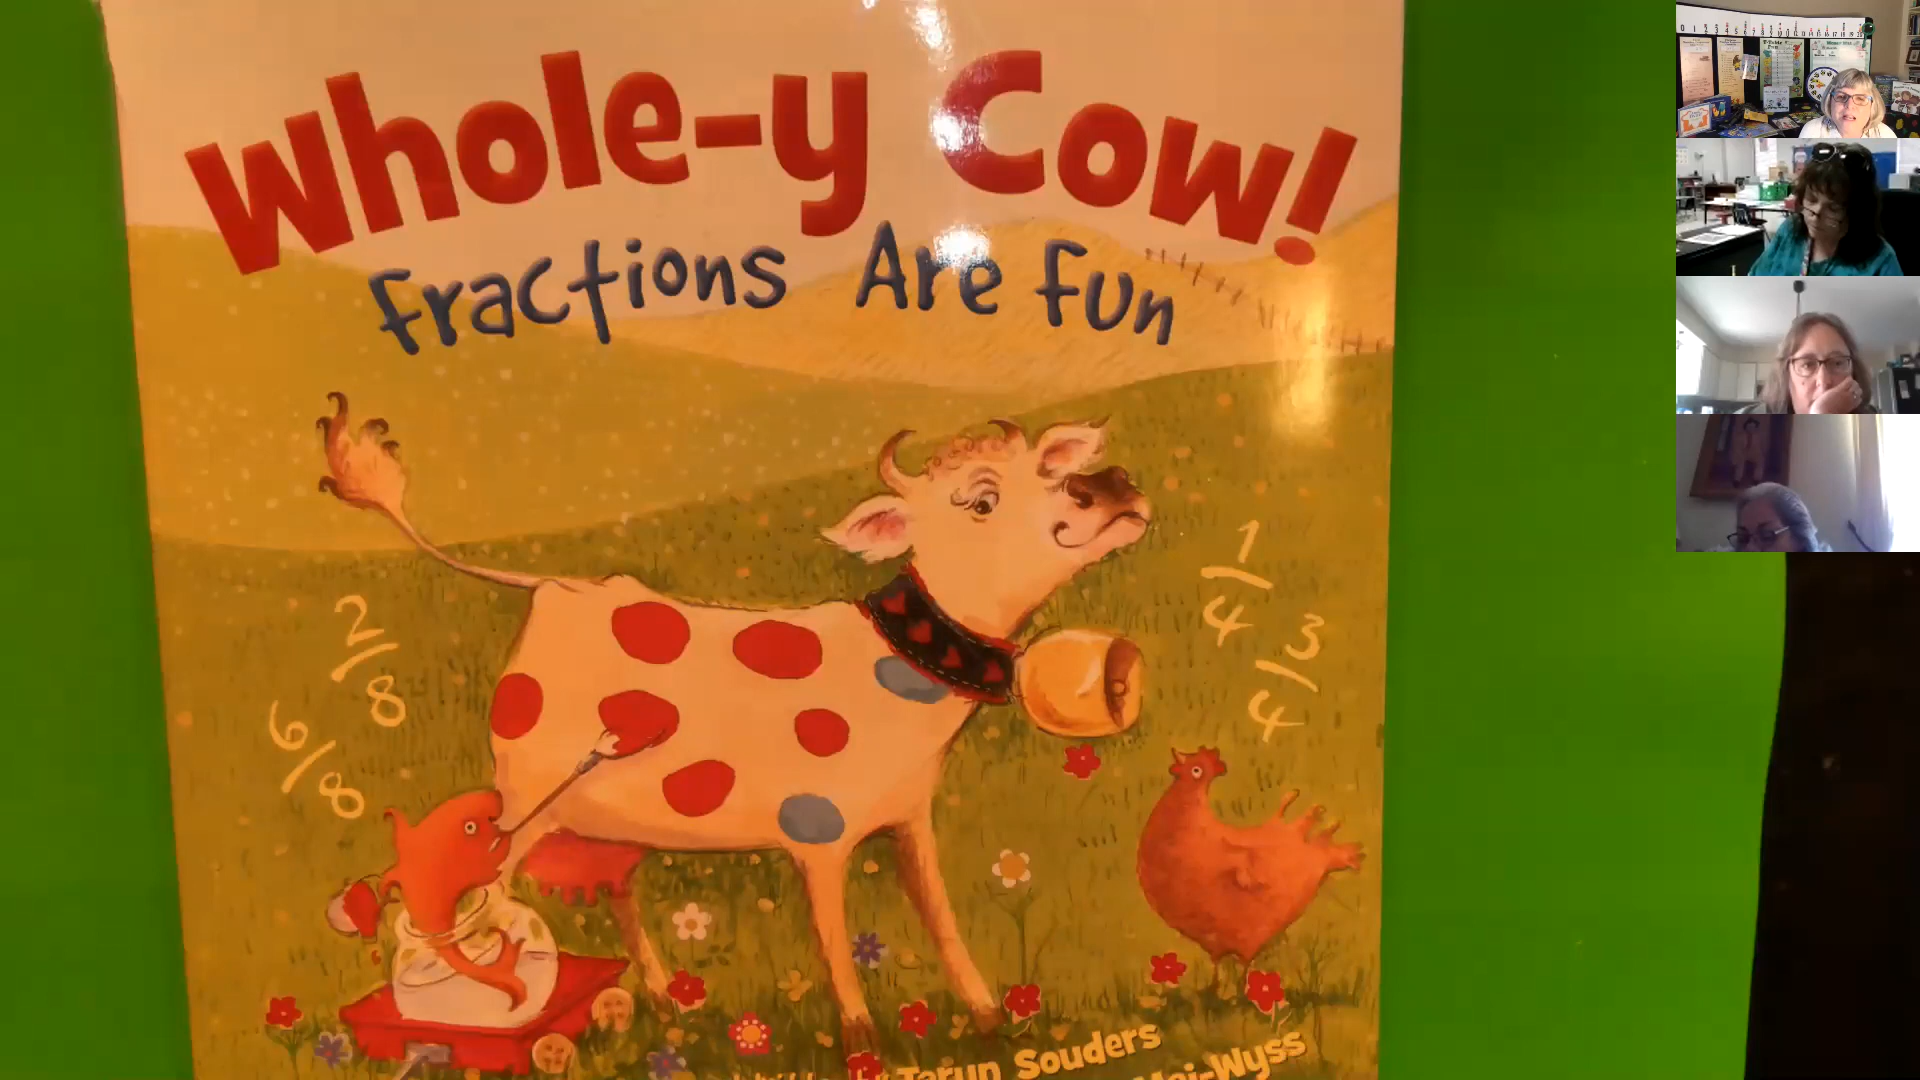 Whole-y Cow!
Fractions Are Fun
1/4
3/4
2/8
6/8
Taryn Souders